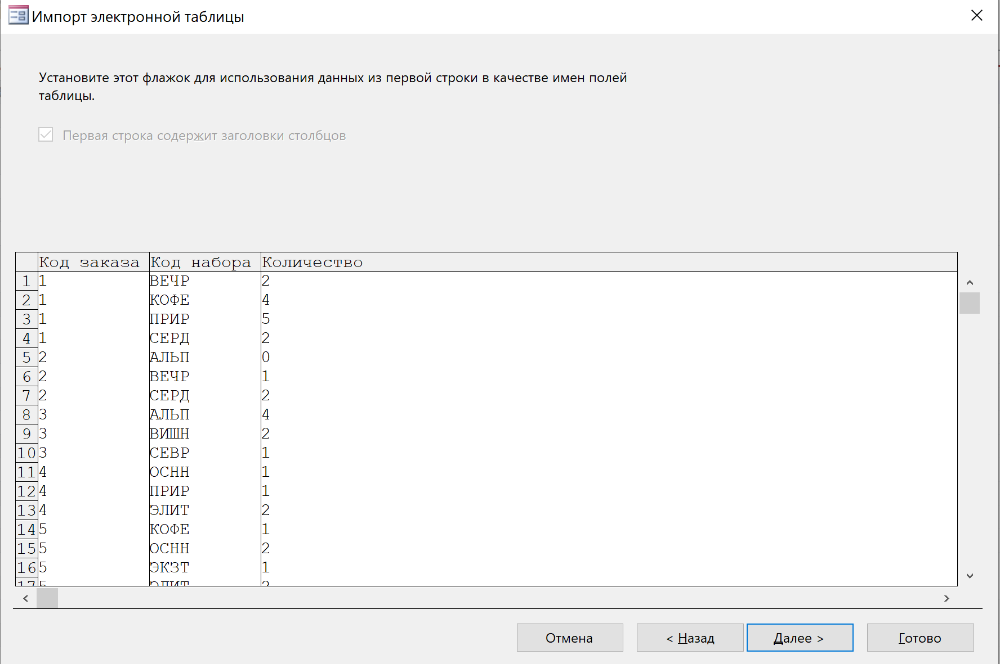 Импорт электронной таблицы
Установите этот флажок для использования данных из первой строки в качестве имен полей
таблицы.
Первая строка содержит заголовки столбцов
Код заказа Код набора Количество
1 1 ВЕЧР 2
2 1 КОФЕ 4
3 1 ПРИР 5
4 1 СЕРД 2
5 2 АЛЬП 0
6 2 ВЕЧР 1
7 2 СЕРД 2
8 3 АЛЬП 4
9 3 ВИШН 2
10 3 СЕВР 1
11 4 ОСНН 1
12 4 ПРИР 1
13 4 ЭЛИТ 2
14 5 КОФЕ 1
15 5 ОСНН 2
16 5 ЭКЗТ 1
17 5 ЭЛИТ
Отмена < Назад Далее > Готово